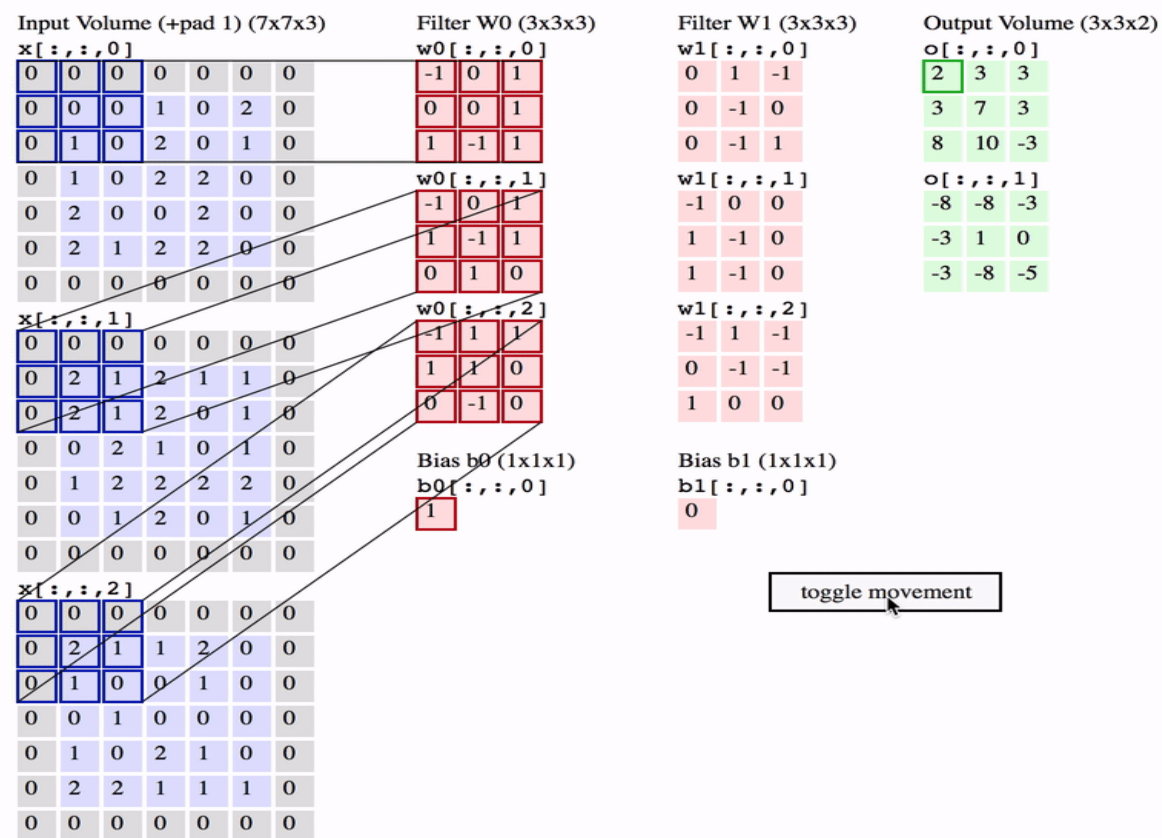 Input Volume (+pad 1) (7x7x3)
x[:,:,0]
0 0 0 0 0 0 0
0 0 0 1 0 2 0
0 1 0 2 0 1 0
0 1 0 2 2 0 0
0 2 0 0 2 0 0
0 2 1 2 2 0 0
0 0 0 0 0 0 0
x[:,:,1]
0 0 0 0 0 0 0
0 2 1 2 1 1 0
0 2 1 2 0 1 0
0 0 2 1 0 1 0
0 1 2 2 2 2 0
0 0 1 2 0 1 0
0 0 0 0 0 0 0
x[:,:,2]
0 0 0 0 0 0 0
0 2 1 1 2 0 0
0 1 0 0 1 0 0
0 0 1 0 0 0 0
0 1 0 2 1 0 0
0 2 2 1 1 1 0
0 0 0 0 0 0 0
Filter W0 (3x3x3)
w0[:,:,0]
-1 0 1
0 0 1
1 -1 1
w0[:,:,1]
-1 0 1
1 -1 1
0 1 0
w0[:,:,2]
-1 1 1
1 1 0
0 -1 0
Bias b0 (1x1x1)
b0[:,:,0]
1
Filter W1 (3x3x3)
w1[:,:,0]
0 1 -1
0 -1 0
0 -1 1
w1[:,:,1]
-1 0 0
1 -1 0
1 -1 0
w1[:,:,2]
-1 1 -1
0 -1 -1
1 0 0
Bias b1 (1x1x1)
b1[:,:,0]
0
Output Volume (3x3x2)
o[:,:,0]
2 3 3
3 7 3
8 10 -3
o[:,:,1]
-8 -8 -3
-3 1 0
-3 -8 -5
toggle movement